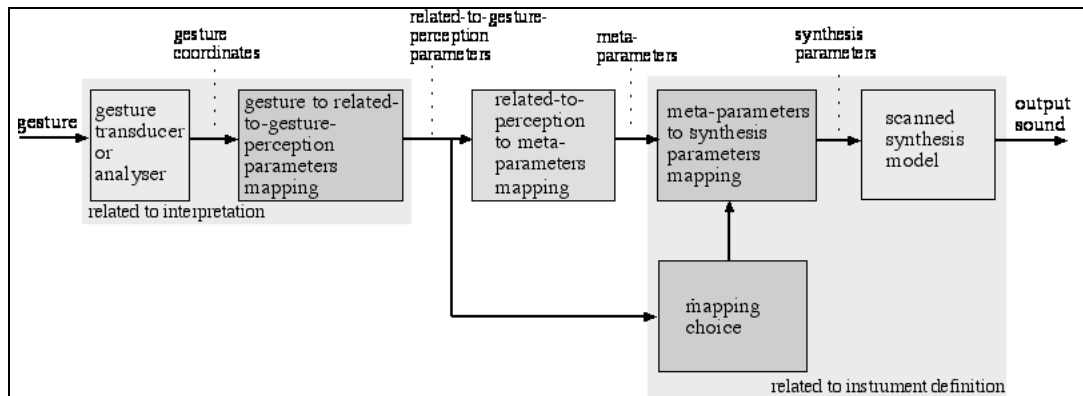 gesture
gesture
coordinates
related-to-gesture-
perception
parameters
meta-
parameters
synthesis
parameters
gesture
transducer
or
analyser
gesture to related-
to-gesture-
perception
parameters
mapping
related-to-
perception
to meta-
parameters
mapping
meta-parameters
to synthesis
parameters
mapping
scanned
synthesis
model
output
sound
related to interpretation
mapping
choice
related to instrument definition